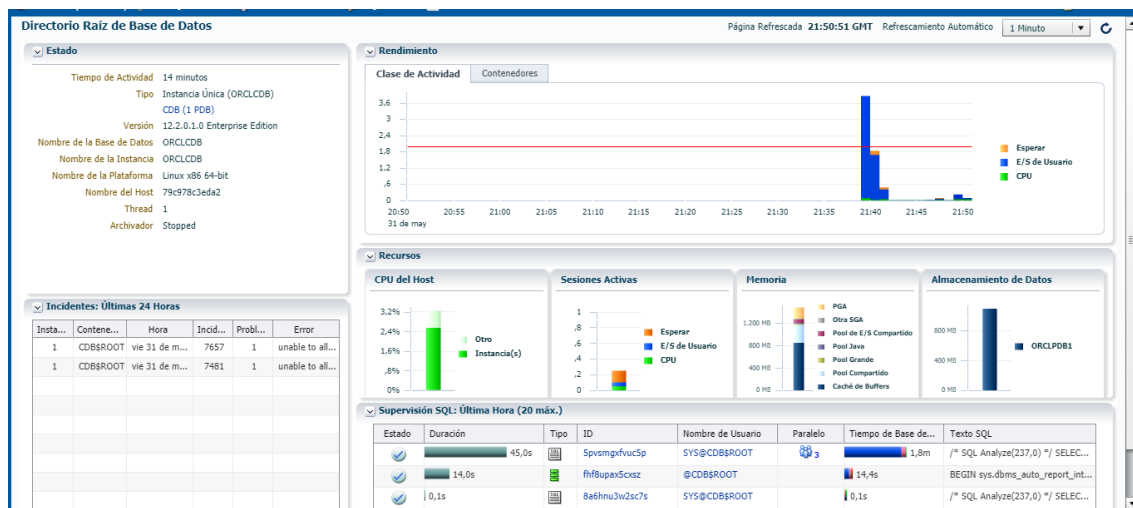 Directorio Raíz de Base de Datos
Página Refrescada 21:50:51 GMT Refrescamiento Automático 1 Minuto
Estado
Tiempo de Actividad 14 minutos
Tipo Instancia Única (ORCLCDB)
CDB (1 PDB)
Versión 12.2.0.1.0 Enterprise Edition
Nombre de la Base de Datos ORCLCDB
Nombre de la Instancia ORCLCDB
Nombre de la Plataforma Linux x86 64-bit
Nombre del Host 79c978c3eda2
Thread 1
Archivador Stopped
Rendimiento
Clase de Actividad Contenedores
3.6
3
2,4
1,8
1,2
.6
0
20:50 20:55 21:00 21:05 21:10 21:15 21:20 21:25 21:30 21:35 21:40 21:45 21:50
31 de may
Esperar
E/S de Usuario
CPU
Recursos
CPU del Host
3,2%
2,4%
1,6%
,8%
0%
Otro
Instancia(s)
Sesiones Activas
1
,8
,6
,4
,2
0
Esperar
E/S de Usuario
CPU
Memoria
1.200 MB
800 MB
400 MB
0 MB
PGA
Otra SGA
Pool de E/S Compartido
Pool Java
Pool Grande
Pool Compartido
Caché de Buffers
Almacenamiento de Datos
800 MB
400 MB
0 MB
ORCLPDB1
Incidentes: Últimas 24 Horas
Insta... Contene... Hora Incid... Probl... Error
1 CDB$ROOT vie 31 de m... 7657 1 unable to all...
1 CDB$ROOT vie 31 de m... 7481 1 unable to all...
Supervisión SQL: Última Hora (20 máx.)
Estado Duración Tipo ID Nombre de Usuario Paralelo Tiempo de Base de... Texto SQL
45,0s 5pvsmgxfvuc5p SYS@CDB$ROOT 3 1,8m /* SQL Analyze(237,0) */ SELEC...
14,0s fhf8upax5cxsz @CDB$ROOT 14,4s BEGIN sys.dbms_auto_report_int...
0,1s 8a6hnu3w2sc7s SYS@CDB$ROOT 0,1s /* SQL Analyze(237,0) */ SELEC...